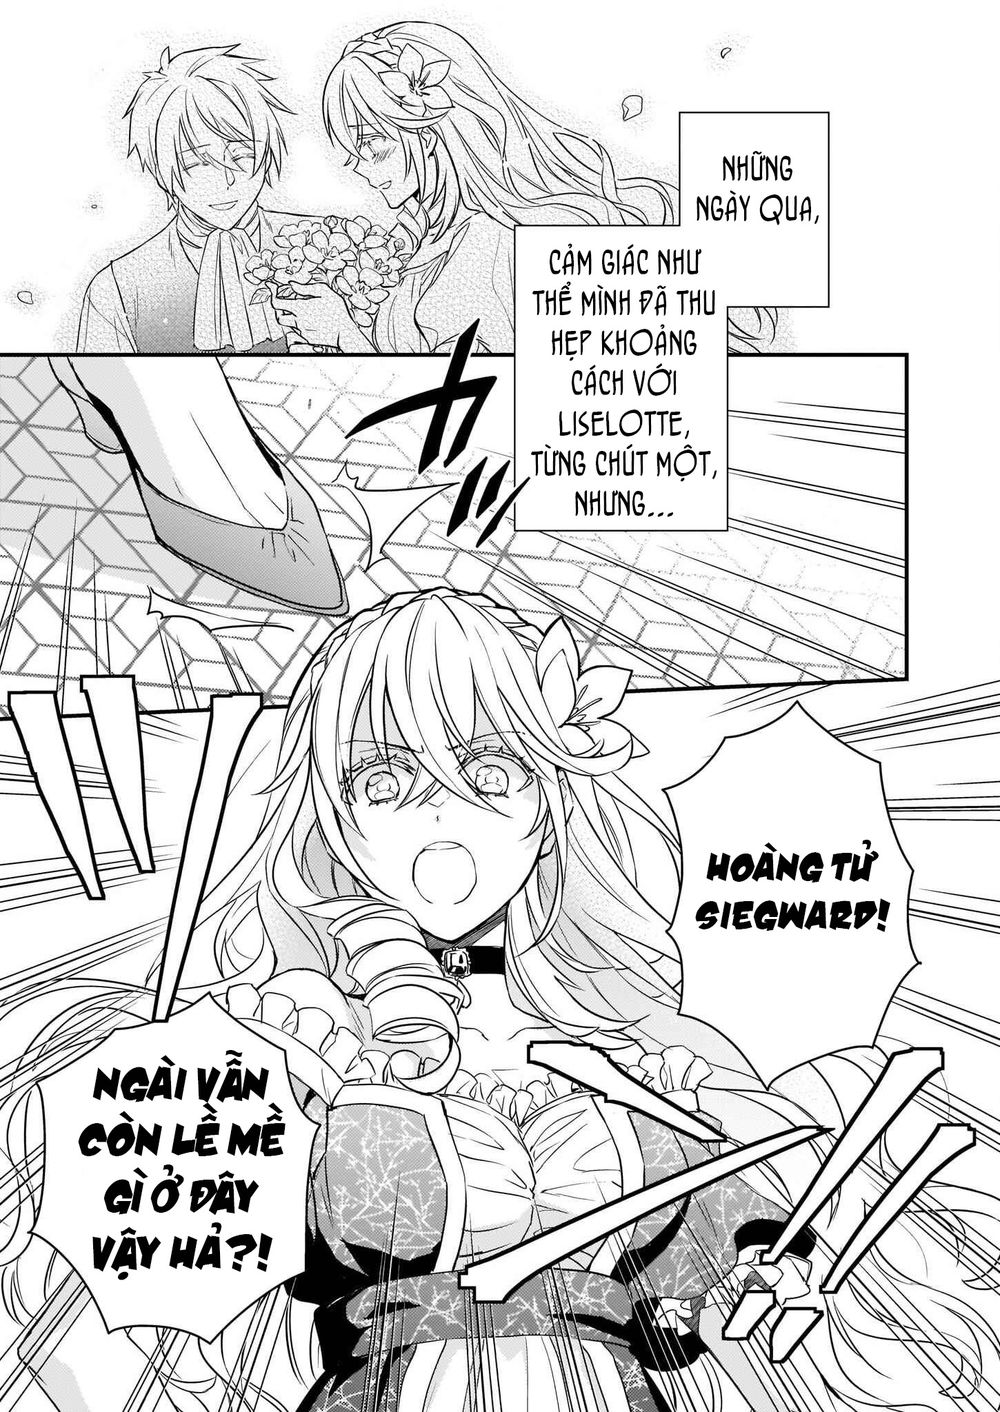 NHỮNG
NGÀY QUA,
CẢM GIÁC NHƯ
THỂ MÌNH ĐÃ THU
HẸP KHOẢNG
CÁCH VỚI
LISELOTTE,
TỪNG CHÚT MỘT,
NHƯNG...
HOÀNG TỬ
SIEGWARD!
NGÀI VẪN
CÒN LỀ MỀ
GÌ Ở ĐÂY
VẬY HẢ?!